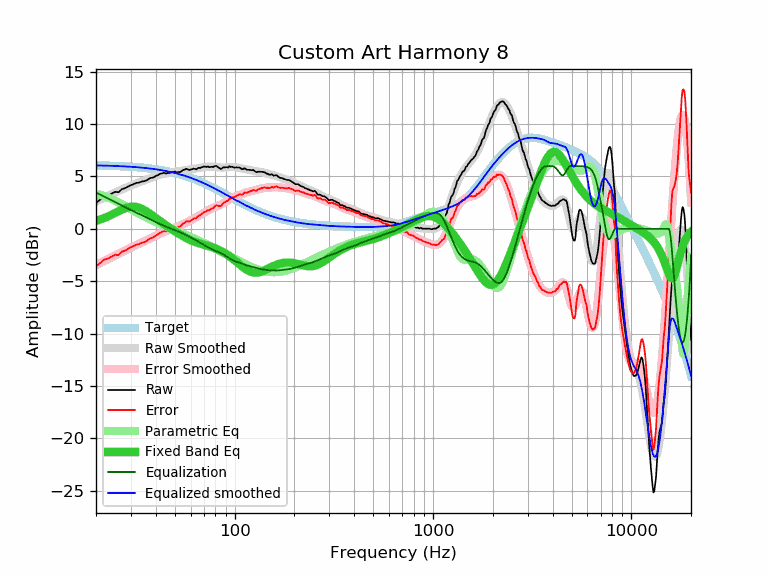 Custom Art Harmony 8
15
10
5
0
−5
−10
−15
−20
−25
Amplitude (dBr)
Target
Raw Smoothed
Error Smoothed
Raw
Error
Parametric Eq
Fixed Band Eq
Equalization
Equalized smoothed
100 1000 10000
Frequency (Hz)